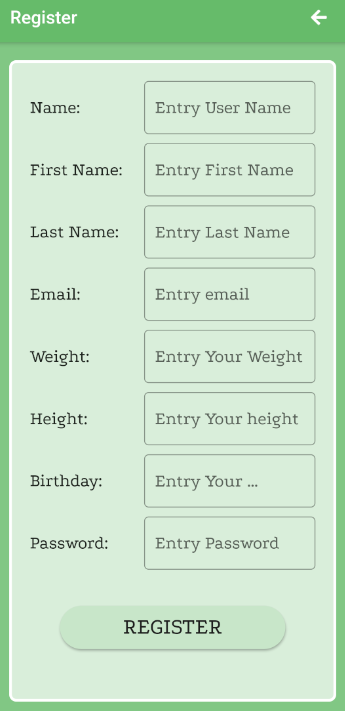 Register
Name: Entry User Name
First Name: Entry First Name
Last Name: Entry Last Name
Email: Entry email
Weight: Entry Your Weight
Height: Entry Your height
Birthday: Entry Your ...
Password: Entry Password
REGISTER